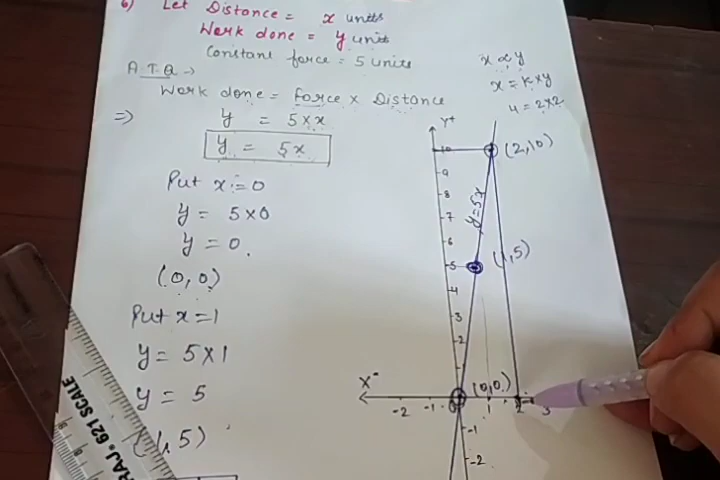 6) Let Distance = x units
Work done = y unit
Constant force = 5 units
A.T.Q →
Work done = force × Distance
⇒ y = 5×x
y = 5x
Put x = 0
y = 5×0
y = 0.
(0,0)
Put x = 1
y = 5×1
y = 5
(1,5)
x ∝ y
x = k×y
4 = 2×2
Y+
10
9
8
7
6
5
4
3
2
y=5x
(2,10)
(1,5)
(0,0)
X-
-2 -1 0 1 2 3
-1
-2
SCALE
RAJ. 621 SCALE